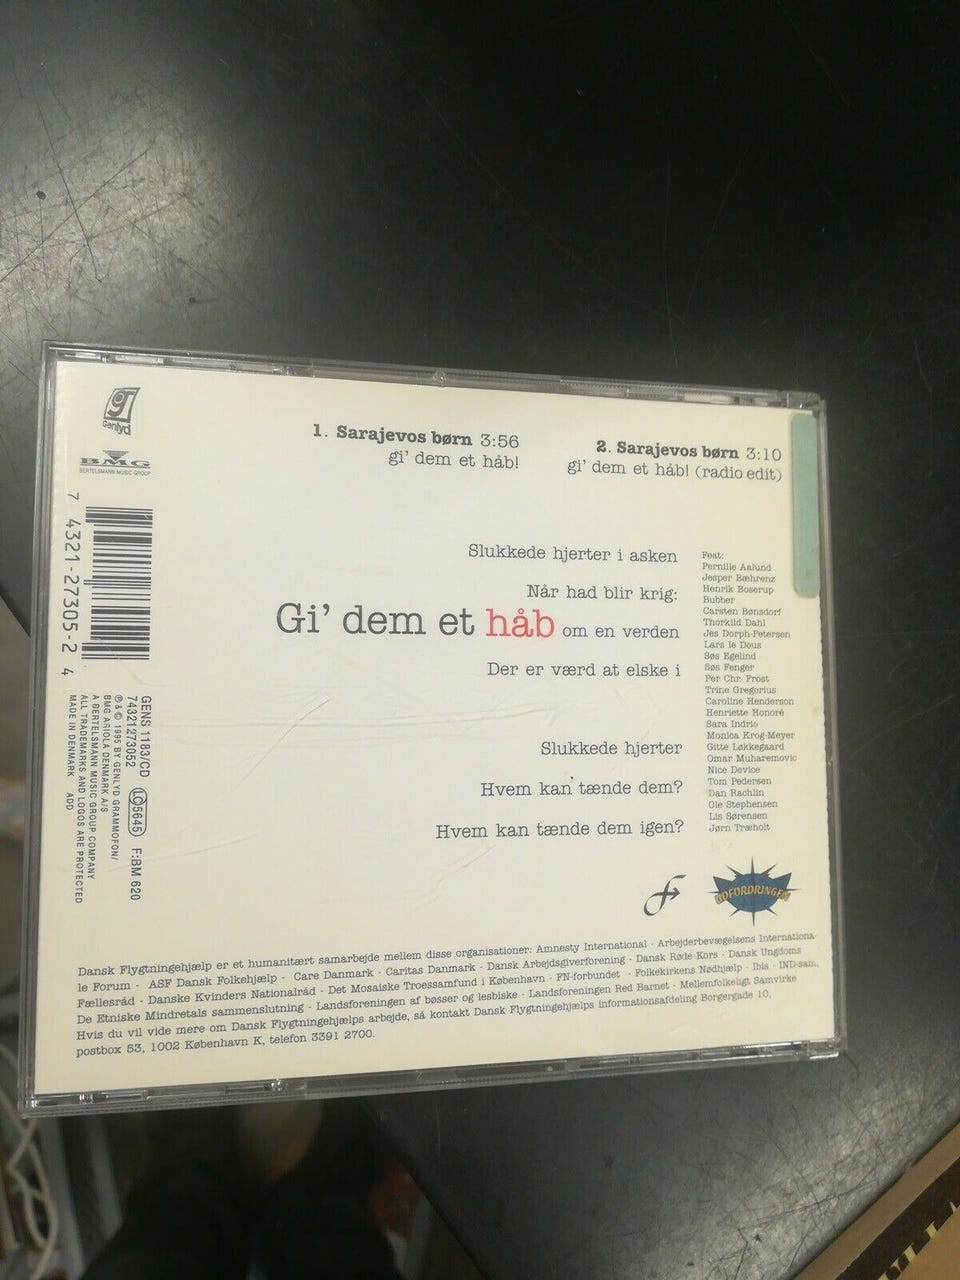 Genlyd
BMG
BERTELSMANN MUSIC GROUP
1. Sarajevos børn 3:56
gi' dem et håb!
2. Sarajevos børn 3:10
gi' dem et håb! (radio edit)
Slukkede hjerter i asken
Når had blir krig:
Gi' dem et håb om en verden
Der er værd at elske i
Slukkede hjerter
Hvem kan tænde dem?
Hvem kan tænde dem igen?
Feat:
Pernille Aalund
Jesper Bæhrenz
Henrik Boserup
Bubber
Carsten Bønsdorf
Thorkild Dahl
Jes Dorph-Petersen
Lars le Dous
Søs Egelind
Søs Fenger
Per Chr. Frost
Trine Gregorius
Caroline Henderson
Henriette Honoré
Sara Indrio
Monica Krog-Meyer
Gitte Løkkegaard
Omar Muharemovic
Nice Device
Tom Pedersen
Dan Rachlin
Ole Stephensen
Lis Sørensen
Jørn Træholt
7 4321-27305-2 4
GENS 1183/CD
74321273052 LC 5645 F:BM 620
℗ & © 1995 BY GENLYD GRAMMOFON/
BMG ARIOLA DENMARK A/S
A BERTELSMANN MUSIC GROUP COMPANY
ALL TRADEMARKS AND LOGOS ARE PROTECTED
MADE IN DENMARK ADD
UDFORDRINGEN
Dansk Flygtningehjælp er et humanitært samarbejde mellem disse organisationer: Amnesty International · Arbejderbevægelsens Internationa-
le Forum · ASF Dansk Folkehjælp · Care Danmark · Caritas Danmark · Dansk Arbejdsgiverforening · Dansk Røde Kors · Dansk Ungdoms
Fællesråd · Danske Kvinders Nationalråd · Det Mosaiske Troessamfund i København · FN-forbundet · Folkekirkens Nødhjælp · Ibis · IND-sam,
De Etniske Mindretals sammenslutning · Landsforeningen af bøsser og lesbiske · Landsforeningen Red Barnet · Mellemfolkeligt Samvirke
Hvis du vil vide mere om Dansk Flygtningehjælps arbejde, så kontakt Dansk Flygtningehjælps informationsafdeling Borgergade 10,
postbox 53, 1002 København K, telefon 3391 2700.